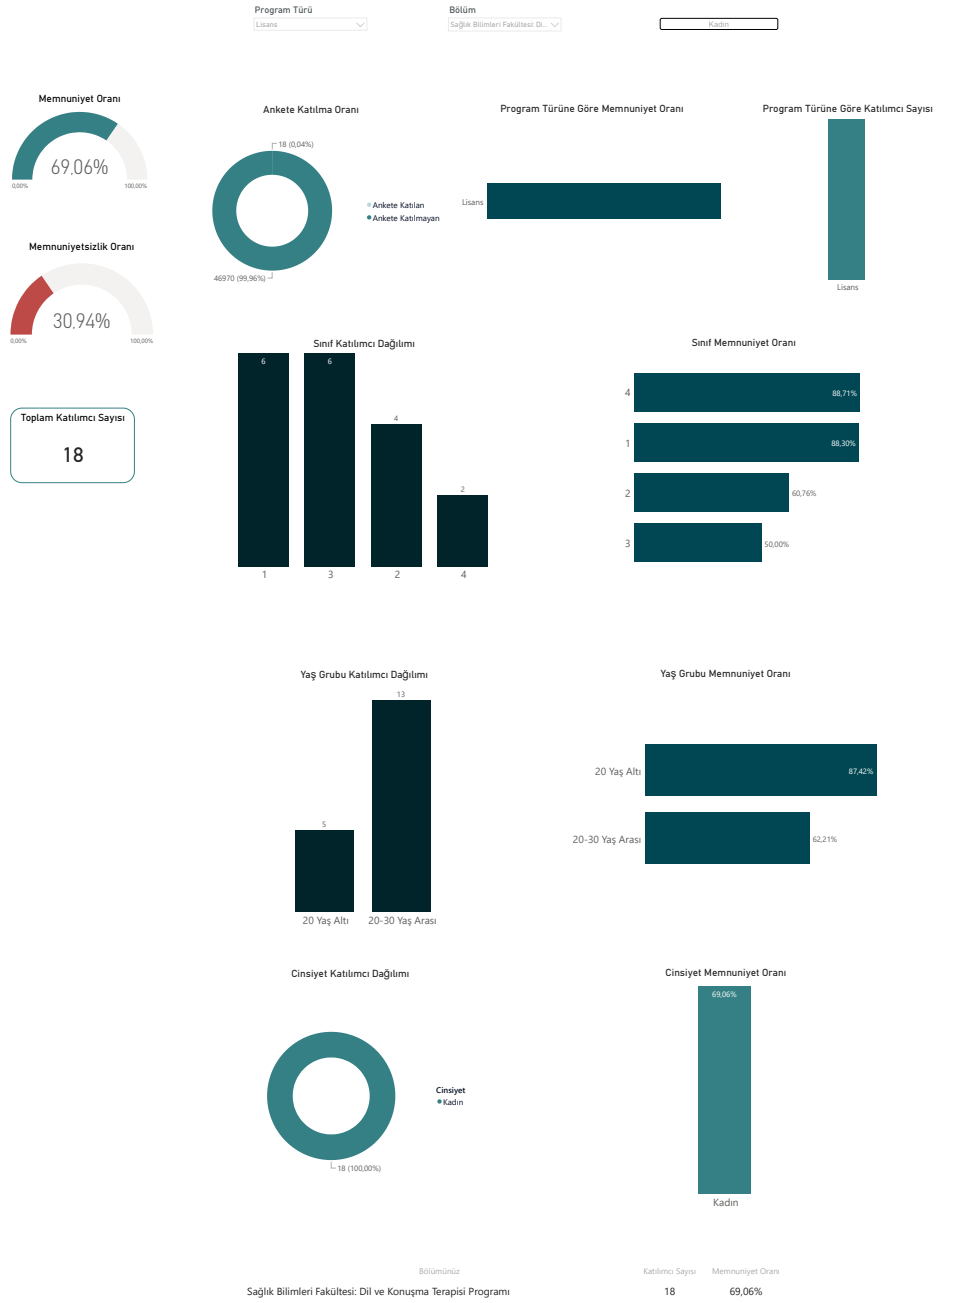 Program Türü
Lisans
Bölüm
Sağlık Bilimleri Fakültesi: Di...
Kadın
Memnuniyet Oranı
69,06%
0,00%
100,00%
Memnuniyetsizlik Oranı
30,94%
0,00%
100,00%
Toplam Katılımcı Sayısı
18
Ankete Katılma Oranı
18 (0,04%)
46970 (99,96%)
Ankete Katılan
Ankete Katılmayan
Program Türüne Göre Memnuniyet Oranı
Lisans
Program Türüne Göre Katılımcı Sayısı
Lisans
Sınıf Katılımcı Dağılımı
6
6
4
2
1
3
2
4
Sınıf Memnuniyet Oranı
4
88,71%
1
88,30%
2
60,76%
3
50,00%
Yaş Grubu Katılımcı Dağılımı
13
5
20 Yaş Altı
20-30 Yaş Arası
Yaş Grubu Memnuniyet Oranı
20 Yaş Altı
87,42%
20-30 Yaş Arası
62,21%
Cinsiyet Katılımcı Dağılımı
Cinsiyet
Kadın
18 (100,00%)
Cinsiyet Memnuniyet Oranı
69,06%
Kadın
Bölümünüz
Katılımcı Sayısı
Memnuniyet Oranı
Sağlık Bilimleri Fakültesi: Dil ve Konuşma Terapisi Programı
18
69,06%